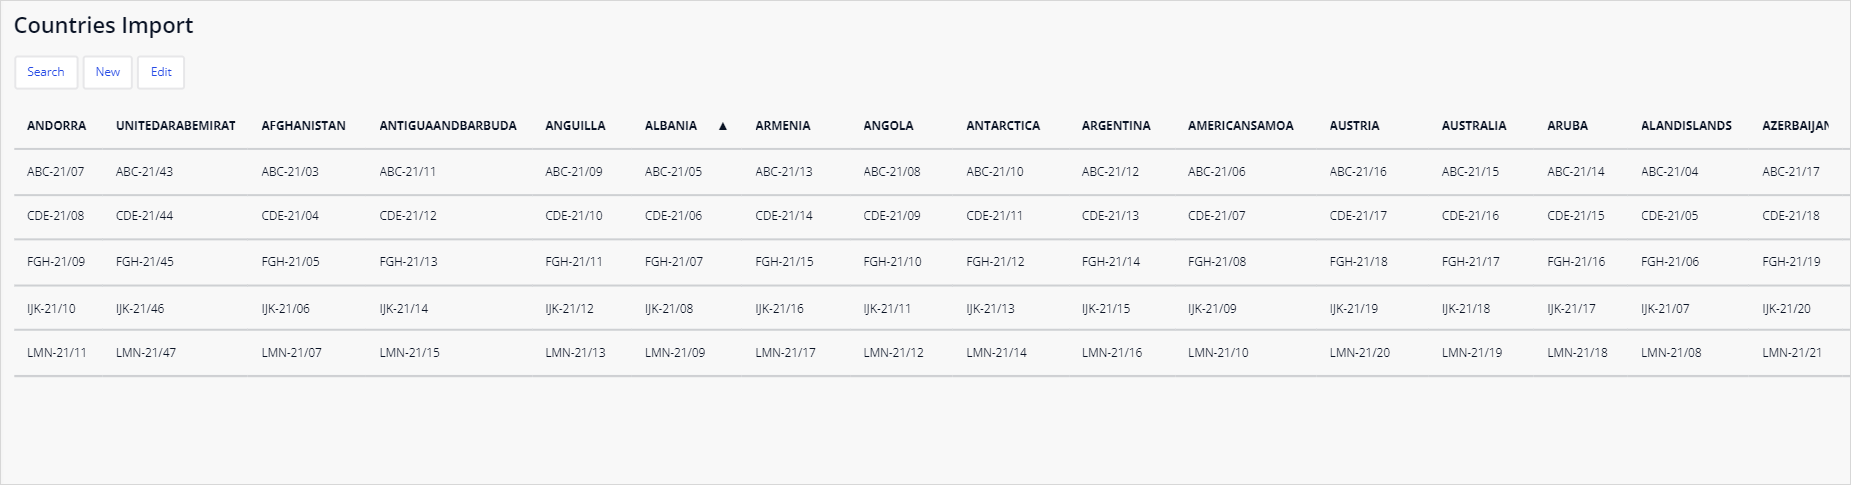 Countries Import
Search New Edit
ANDORRA UNITEDARABEMIRAT AFGHANISTAN ANTIGUAANDBARBUDA ANGUILLA ALBANIA ▲ ARMENIA ANGOLA ANTARCTICA ARGENTINA AMERICANSAMOA AUSTRIA AUSTRALIA ARUBA ALANDISLANDS AZERBAIJAN
ABC-21/07 ABC-21/43 ABC-21/03 ABC-21/11 ABC-21/09 ABC-21/05 ABC-21/13 ABC-21/08 ABC-21/10 ABC-21/12 ABC-21/06 ABC-21/16 ABC-21/15 ABC-21/14 ABC-21/04 ABC-21/17
CDE-21/08 CDE-21/44 CDE-21/04 CDE-21/12 CDE-21/10 CDE-21/06 CDE-21/14 CDE-21/09 CDE-21/11 CDE-21/13 CDE-21/07 CDE-21/17 CDE-21/16 CDE-21/15 CDE-21/05 CDE-21/18
FGH-21/09 FGH-21/45 FGH-21/05 FGH-21/13 FGH-21/11 FGH-21/07 FGH-21/15 FGH-21/10 FGH-21/12 FGH-21/14 FGH-21/08 FGH-21/18 FGH-21/17 FGH-21/16 FGH-21/06 FGH-21/19
IJK-21/10 IJK-21/46 IJK-21/06 IJK-21/14 IJK-21/12 IJK-21/08 IJK-21/16 IJK-21/11 IJK-21/13 IJK-21/15 IJK-21/09 IJK-21/19 IJK-21/18 IJK-21/17 IJK-21/07 IJK-21/20
LMN-21/11 LMN-21/47 LMN-21/07 LMN-21/15 LMN-21/13 LMN-21/09 LMN-21/17 LMN-21/12 LMN-21/14 LMN-21/16 LMN-21/10 LMN-21/20 LMN-21/19 LMN-21/18 LMN-21/08 LMN-21/21